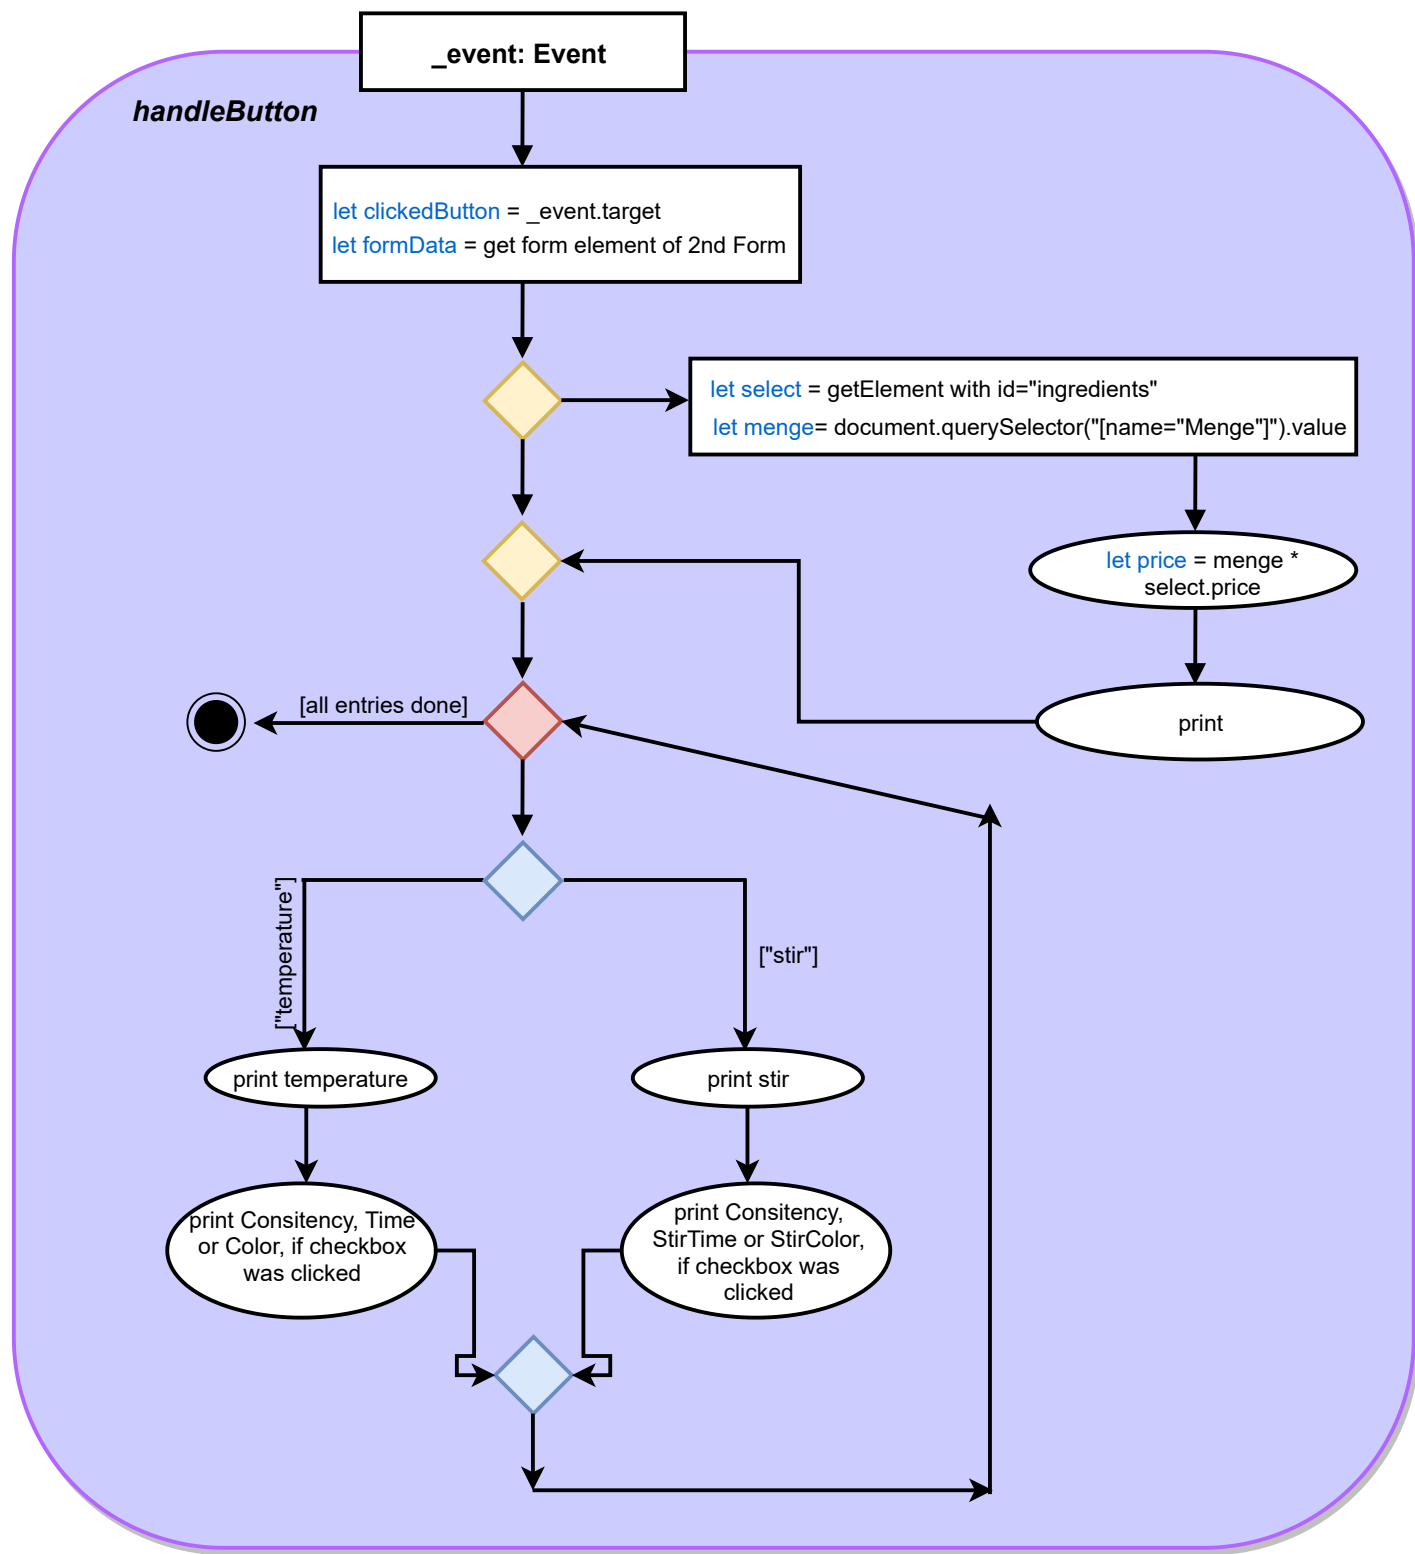 _event: Event
handleButton
let clickedButton = _event.target
let formData = get form element of 2nd Form
let select = getElement with id="ingredients"
let menge= document.querySelector("[name="Menge"]").value
let price = menge *
select.price
[all entries done]
print
["temperature"]
["stir"]
print temperature
print stir
print Consitency, Time
or Color, if checkbox
was clicked
print Consitency,
StirTime or StirColor,
if checkbox was
clicked